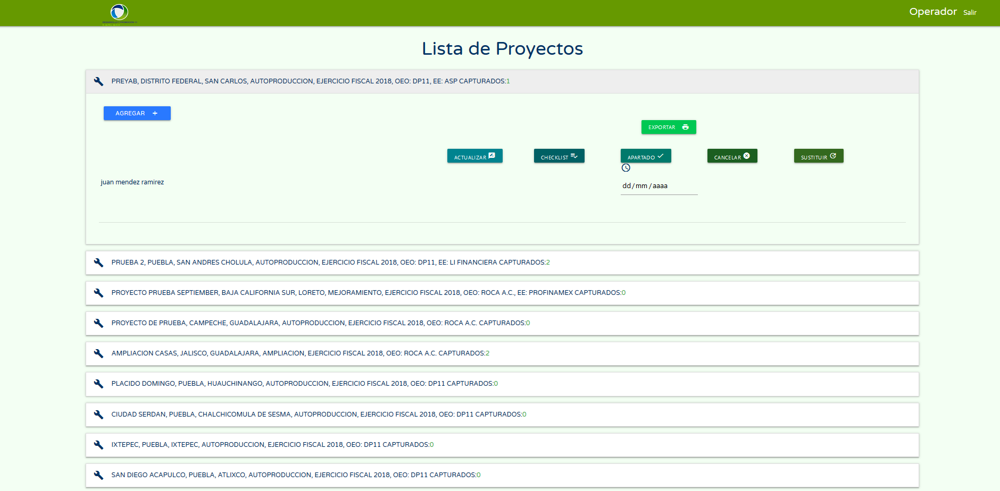 DESARROLLO Y PROMOCION 11
Operador Salir
Lista de Proyectos
PREYAB, DISTRITO FEDERAL, SAN CARLOS, AUTOPRODUCCION, EJERCICIO FISCAL 2018, OEO: DP11, EE: ASP CAPTURADOS:1
AGREGAR +
EXPORTAR
ACTUALIZAR CHECKLIST APARTADO CANCELAR SUSTITUIR
juan mendez ramirez
dd/mm/aaaa
PRUEBA 2, PUEBLA, SAN ANDRES CHOLULA, AUTOPRODUCCION, EJERCICIO FISCAL 2018, OEO: DP11, EE: LI FINANCIERA CAPTURADOS:2
PROYECTO PRUEBA SEPTIEMBER, BAJA CALIFORNIA SUR, LORETO, MEJORAMIENTO, EJERCICIO FISCAL 2018, OEO: ROCA A.C., EE: PROFINAMEX CAPTURADOS:0
PROYECTO DE PRUEBA, CAMPECHE, GUADALAJARA, AUTOPRODUCCION, EJERCICIO FISCAL 2018, OEO: ROCA A.C. CAPTURADOS:0
AMPLIACION CASAS, JALISCO, GUADALAJARA, AMPLIACION, EJERCICIO FISCAL 2018, OEO: ROCA A.C. CAPTURADOS:2
PLACIDO DOMINGO, PUEBLA, HUAUCHINANGO, AUTOPRODUCCION, EJERCICIO FISCAL 2018, OEO: DP11 CAPTURADOS:0
CIUDAD SERDAN, PUEBLA, CHALCHICOMULA DE SESMA, AUTOPRODUCCION, EJERCICIO FISCAL 2018, OEO: DP11 CAPTURADOS:0
IXTEPEC, PUEBLA, IXTEPEC, AUTOPRODUCCION, EJERCICIO FISCAL 2018, OEO: DP11 CAPTURADOS:0
SAN DIEGO ACAPULCO, PUEBLA, ATLIXCO, AUTOPRODUCCION, EJERCICIO FISCAL 2018, OEO: DP11 CAPTURADOS:0